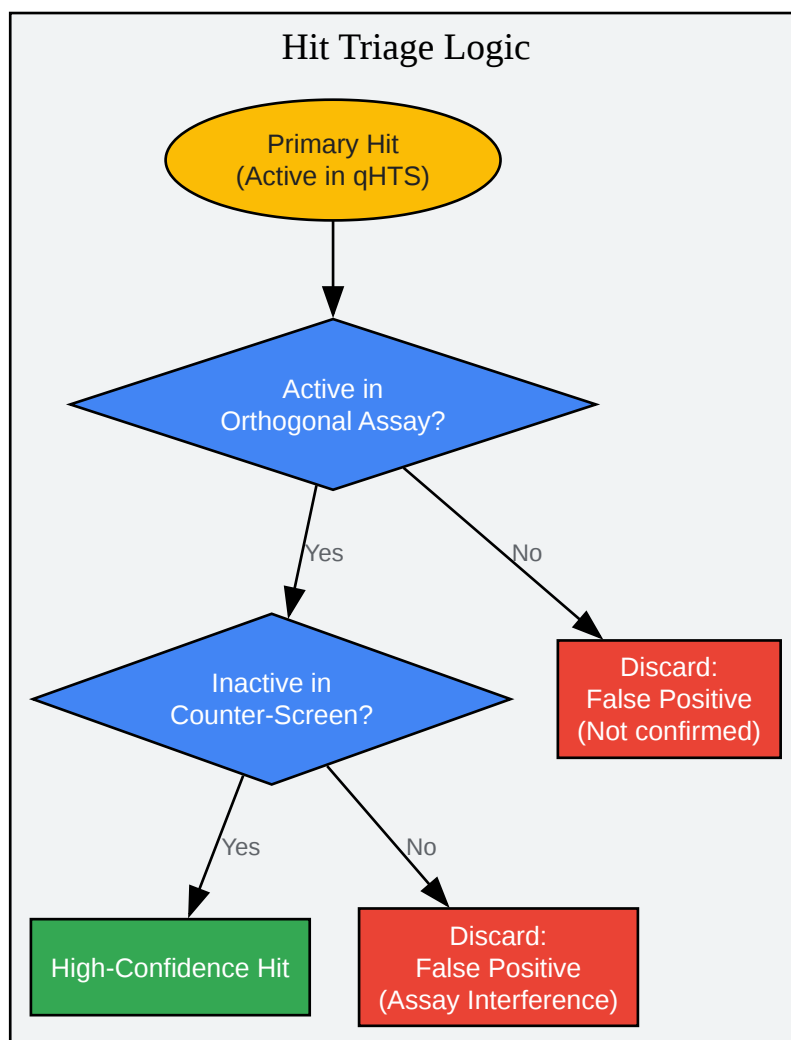 Hit Triage Logic
Primary Hit
(Active in qHTS)
Active in
Orthogonal Assay?
Yes
No
Inactive in
Counter-Screen?
Discard:
False Positive
(Not confirmed)
Yes
No
High-Confidence Hit
Discard:
False Positive
(Assay Interference)